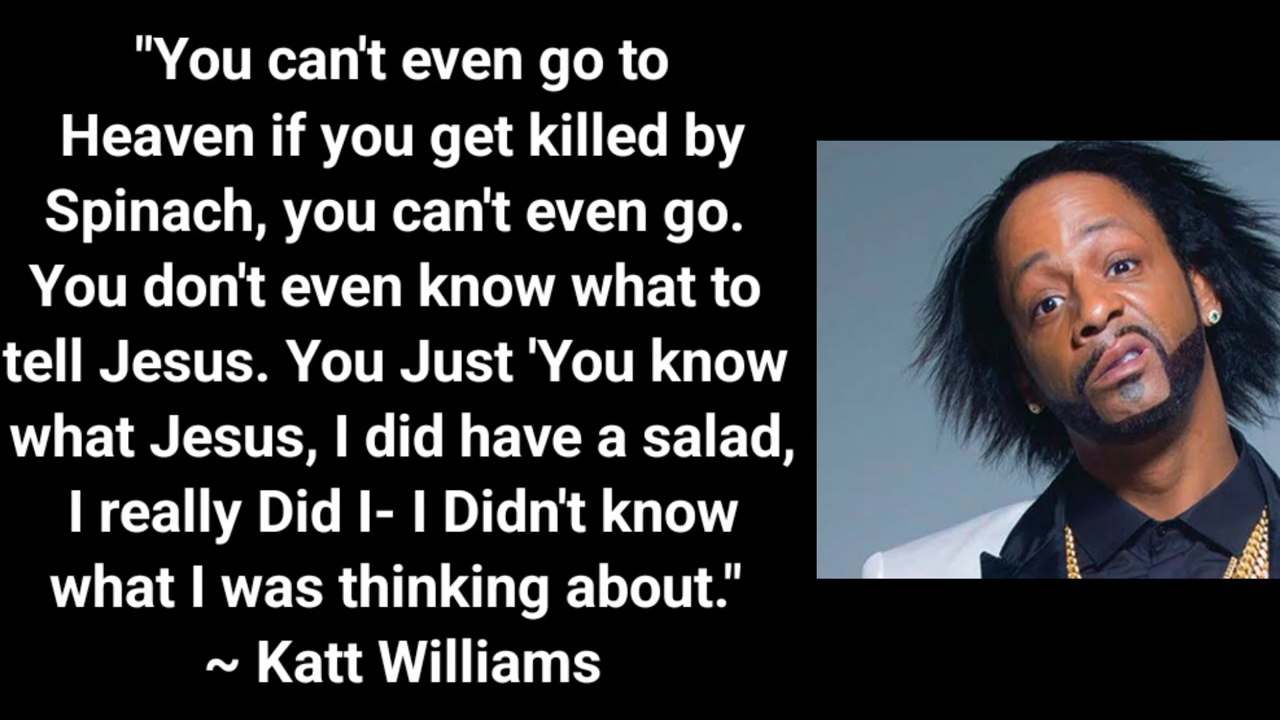 "You can't even go to
Heaven if you get killed by
Spinach, you can't even go.
You don't even know what to
tell Jesus. You Just 'You know
what Jesus, I did have a salad,
I really Did I- I Didn't know
what I was thinking about."
~ Katt Williams